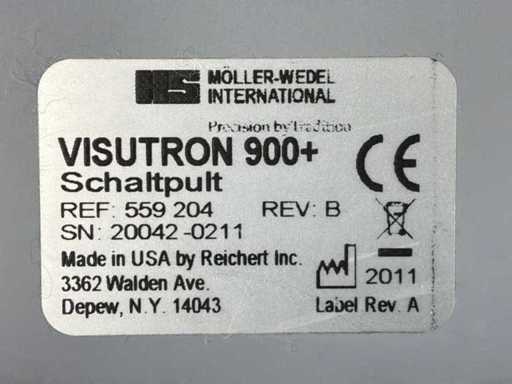 MÖLLER-WEDEL
INTERNATIONAL
Precision by Tradition
VISUTRON 900+
Schaltpult
CE
REF: 559 204 REV: B
SN: 20042-0211
Made in USA by Reichert Inc.
3362 Walden Ave.
2011
Depew, N.Y. 14043
Label Rev. A